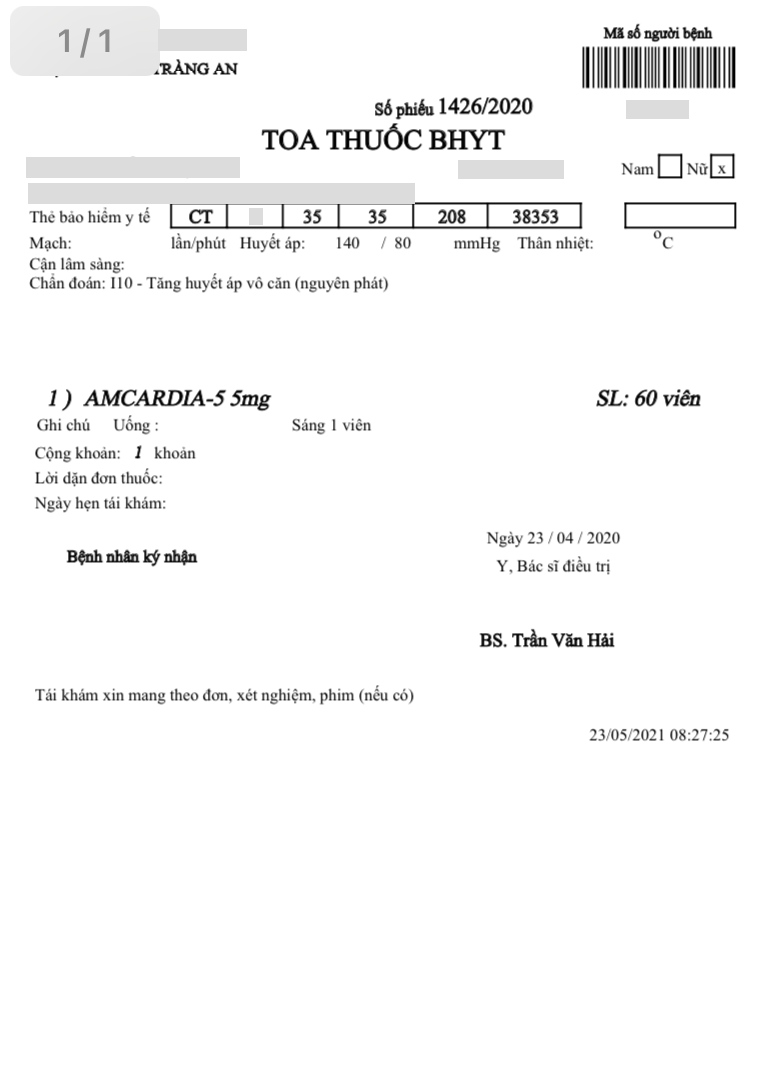 1/1
TRÀNG AN
Mã số người bệnh
Số phiếu 1426/2020
TOA THUỐC BHYT
Nam Nữ x
Thẻ bảo hiểm y tế CT 35 35 208 38353
Mạch: lần/phút Huyết áp: 140 / 80 mmHg Thân nhiệt: °C
Cận lâm sàng:
Chẩn đoán: I10 - Tăng huyết áp vô căn (nguyên phát)
1 ) AMCARDIA-5 5mg SL: 60 viên
Ghi chú Uống : Sáng 1 viên
Cộng khoản: 1 khoản
Lời dặn đơn thuốc:
Ngày hẹn tái khám:
Ngày 23 / 04 / 2020
Bệnh nhân ký nhận
Y, Bác sĩ điều trị
BS. Trần Văn Hải
Tái khám xin mang theo đơn, xét nghiệm, phim (nếu có)
23/05/2021 08:27:25